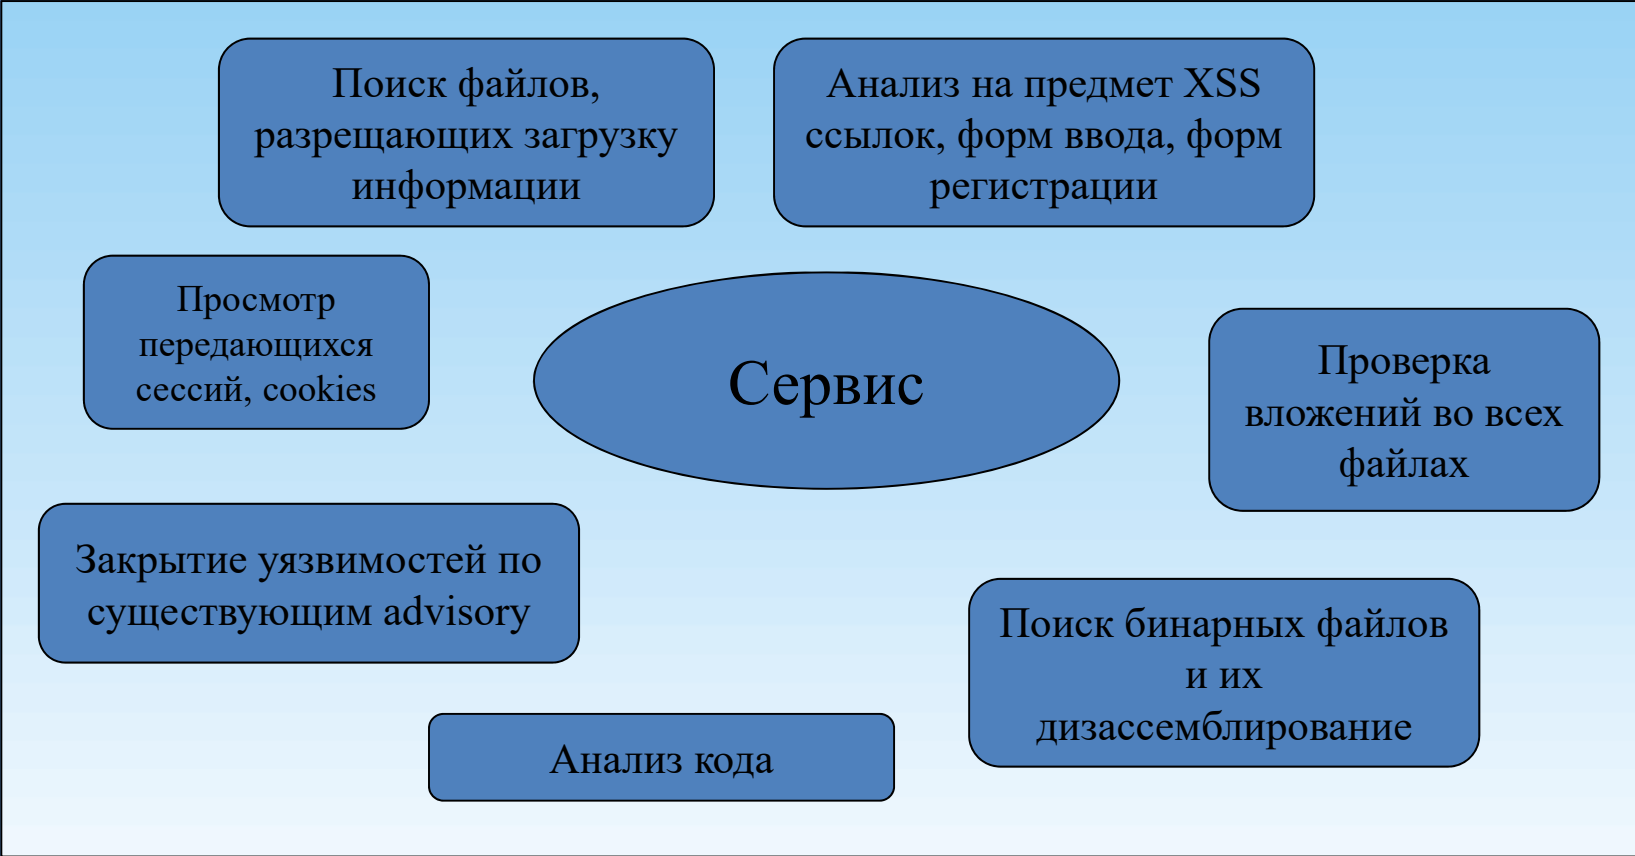 Поиск файлов,
разрещающих загрузку
информации
Анализ на предмет XSS
ссылок, форм ввода, форм
регистрации
Просмотр
передающихся
сессий, cookies
Сервис
Проверка
вложений во всех
файлах
Закрытие уязвимостей по
существующим advisory
Поиск бинарных файлов
и их
дизассемблирование
Анализ кода